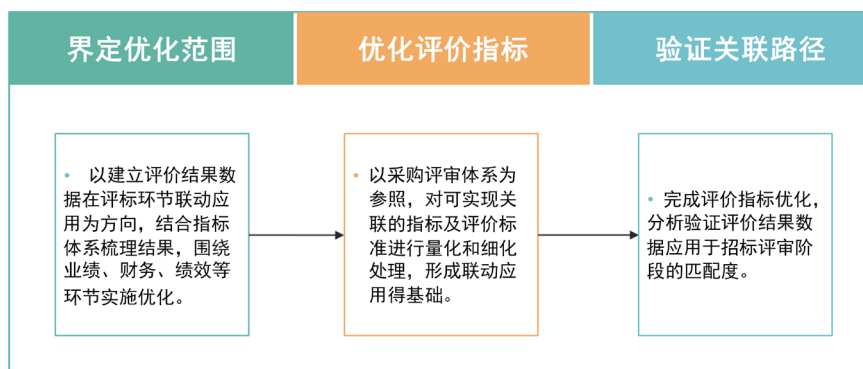 界定优化范围
优化评价指标
验证关联路径
• 以建立评价结果数
据在评标环节联动应
用为方向，结合指标
体系梳理结果，围绕
业绩、财务、绩效等
环节实施优化。
• 以采购评审体系为
参照，对可实现关
联的指标及评价标
准进行量化和细化
处理，形成联动应
用得基础。
• 完成评价指标优化，
分析验证评价结果数
据应用于招标评审阶
段的匹配度。